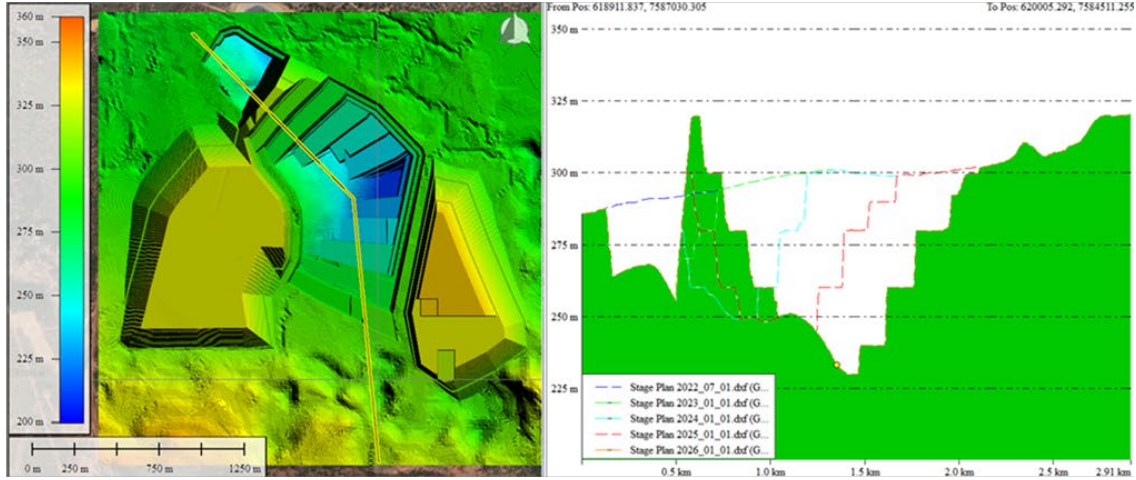 360 m
350 m
325 m
300 m
275 m
250 m
225 m
200 m
0 m 250 m 750 m 1250 m
From Pos: 618911.837, 7587030.305 To Pos: 620005.292, 7584511.255
350 m
325 m
300 m
275 m
250 m
225 m
Stage Plan 2022_07_01.dxf (G...
Stage Plan 2023_01_01.dxf (G...
Stage Plan 2024_01_01.dxf (G...
Stage Plan 2025_01_01.dxf (G...
Stage Plan 2026_01_01.dxf (G...
0.5 km 1.0 km 1.5 km 2.0 km 2.5 km 2.91 km